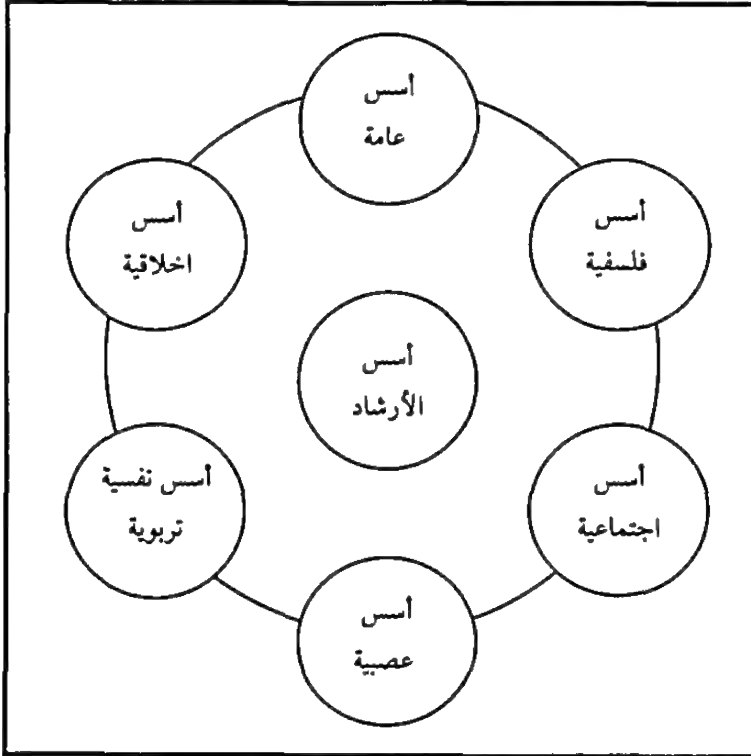 أسس
عامة
أسس
فلسفية
أسس
اخلاقية
أسس
الأرشاد
أسس
اجتماعية
أسس نفسية
تربوية
أسس
عصبية